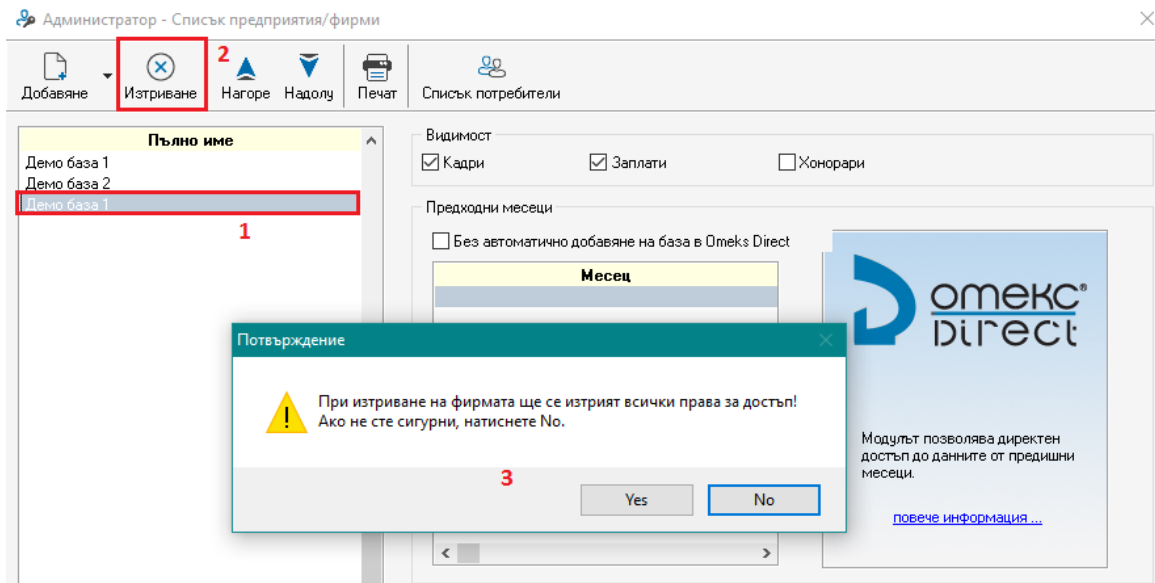 Администратор - Списък предприятия/фирми
Добавяне
Изтриване
2
Нагоре
Надолу
Печат
Списък потребители
Пълно име
Демо база 1
Демо база 2
Демо база 1
1
Видимост
Кадри
Заплати
Хонорари
Предходни месеци
Без автоматично добавяне на база в Omeks Direct
Месец
омекс®
Direct
Модулът позволява директен
достъп до данните от предишни
месеци.
повече информация ...
Потвърждение
При изтриване на фирмата ще се изтрият всички права за достъп!
Ако не сте сигурни, натиснете No.
3
Yes
No